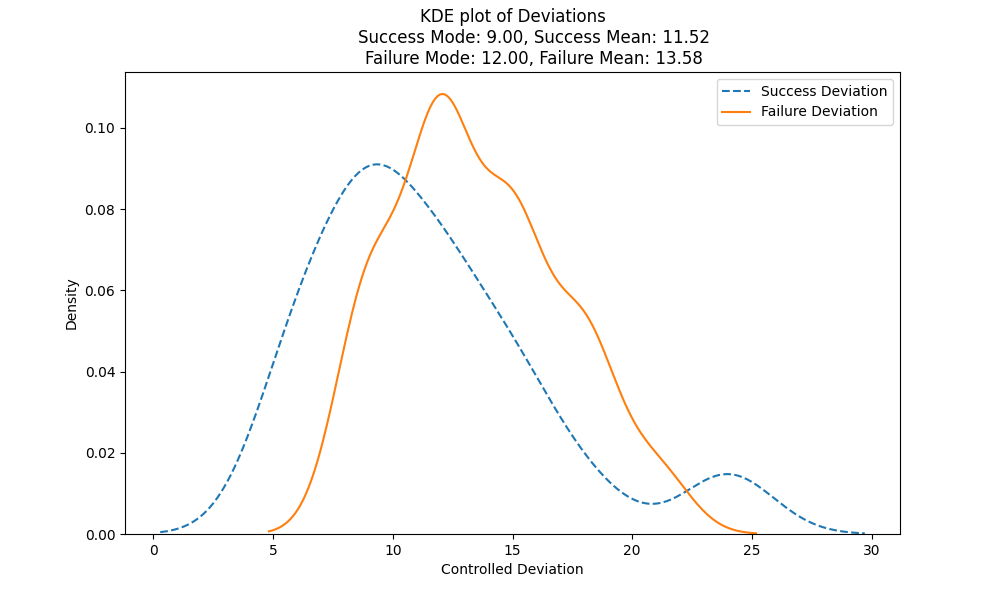 KDE plot of Deviations
Success Mode: 9.00, Success Mean: 11.52
Failure Mode: 12.00, Failure Mean: 13.58
Success Deviation
Failure Deviation
0.10
0.08
0.06
0.04
0.02
0.00
Density
0 5 10 15 20 25 30
Controlled Deviation